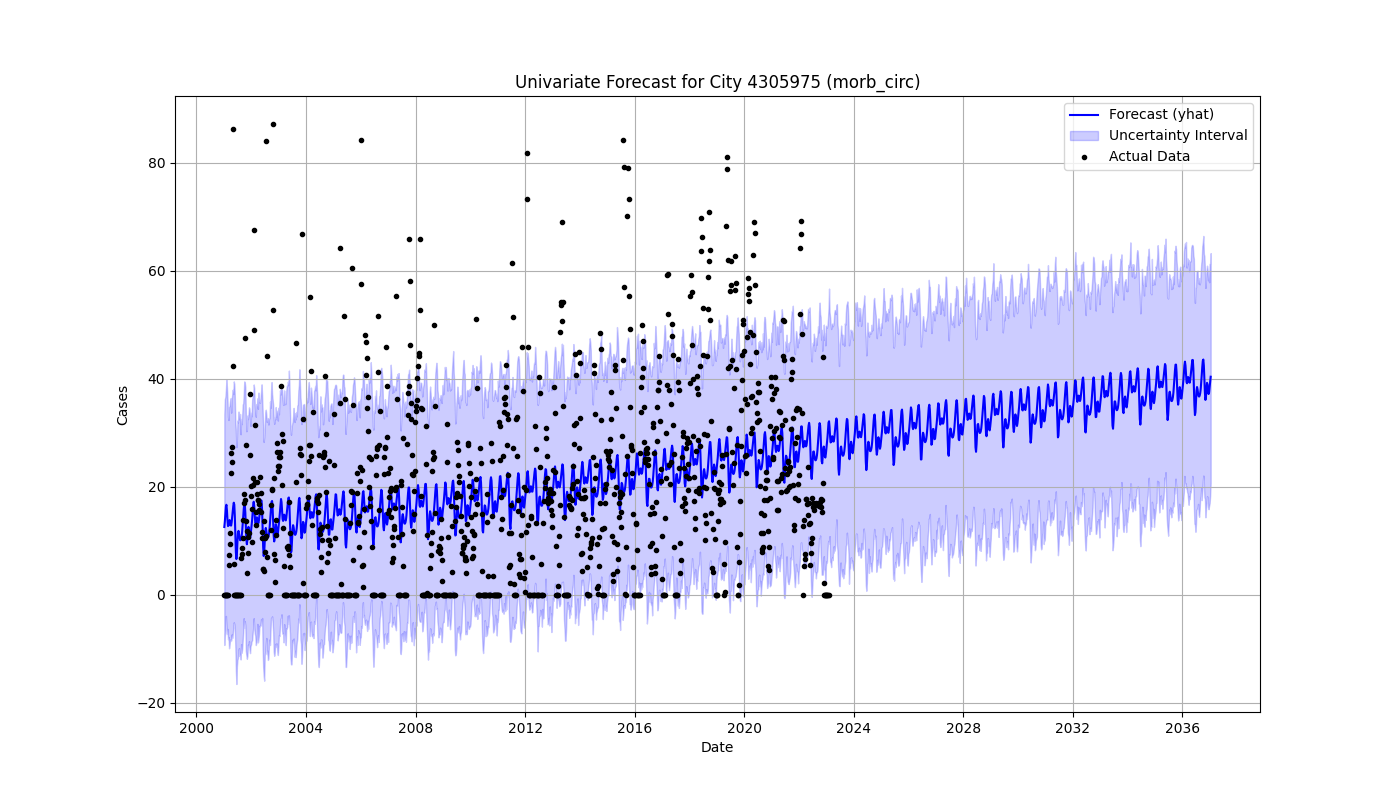 Univariate Forecast for City 4305975 (morb_circ)
Forecast (yhat)
Uncertainty Interval
Actual Data
80
60
40
20
0
−20
Cases
2000 2004 2008 2012 2016 2020 2024 2028 2032 2036
Date